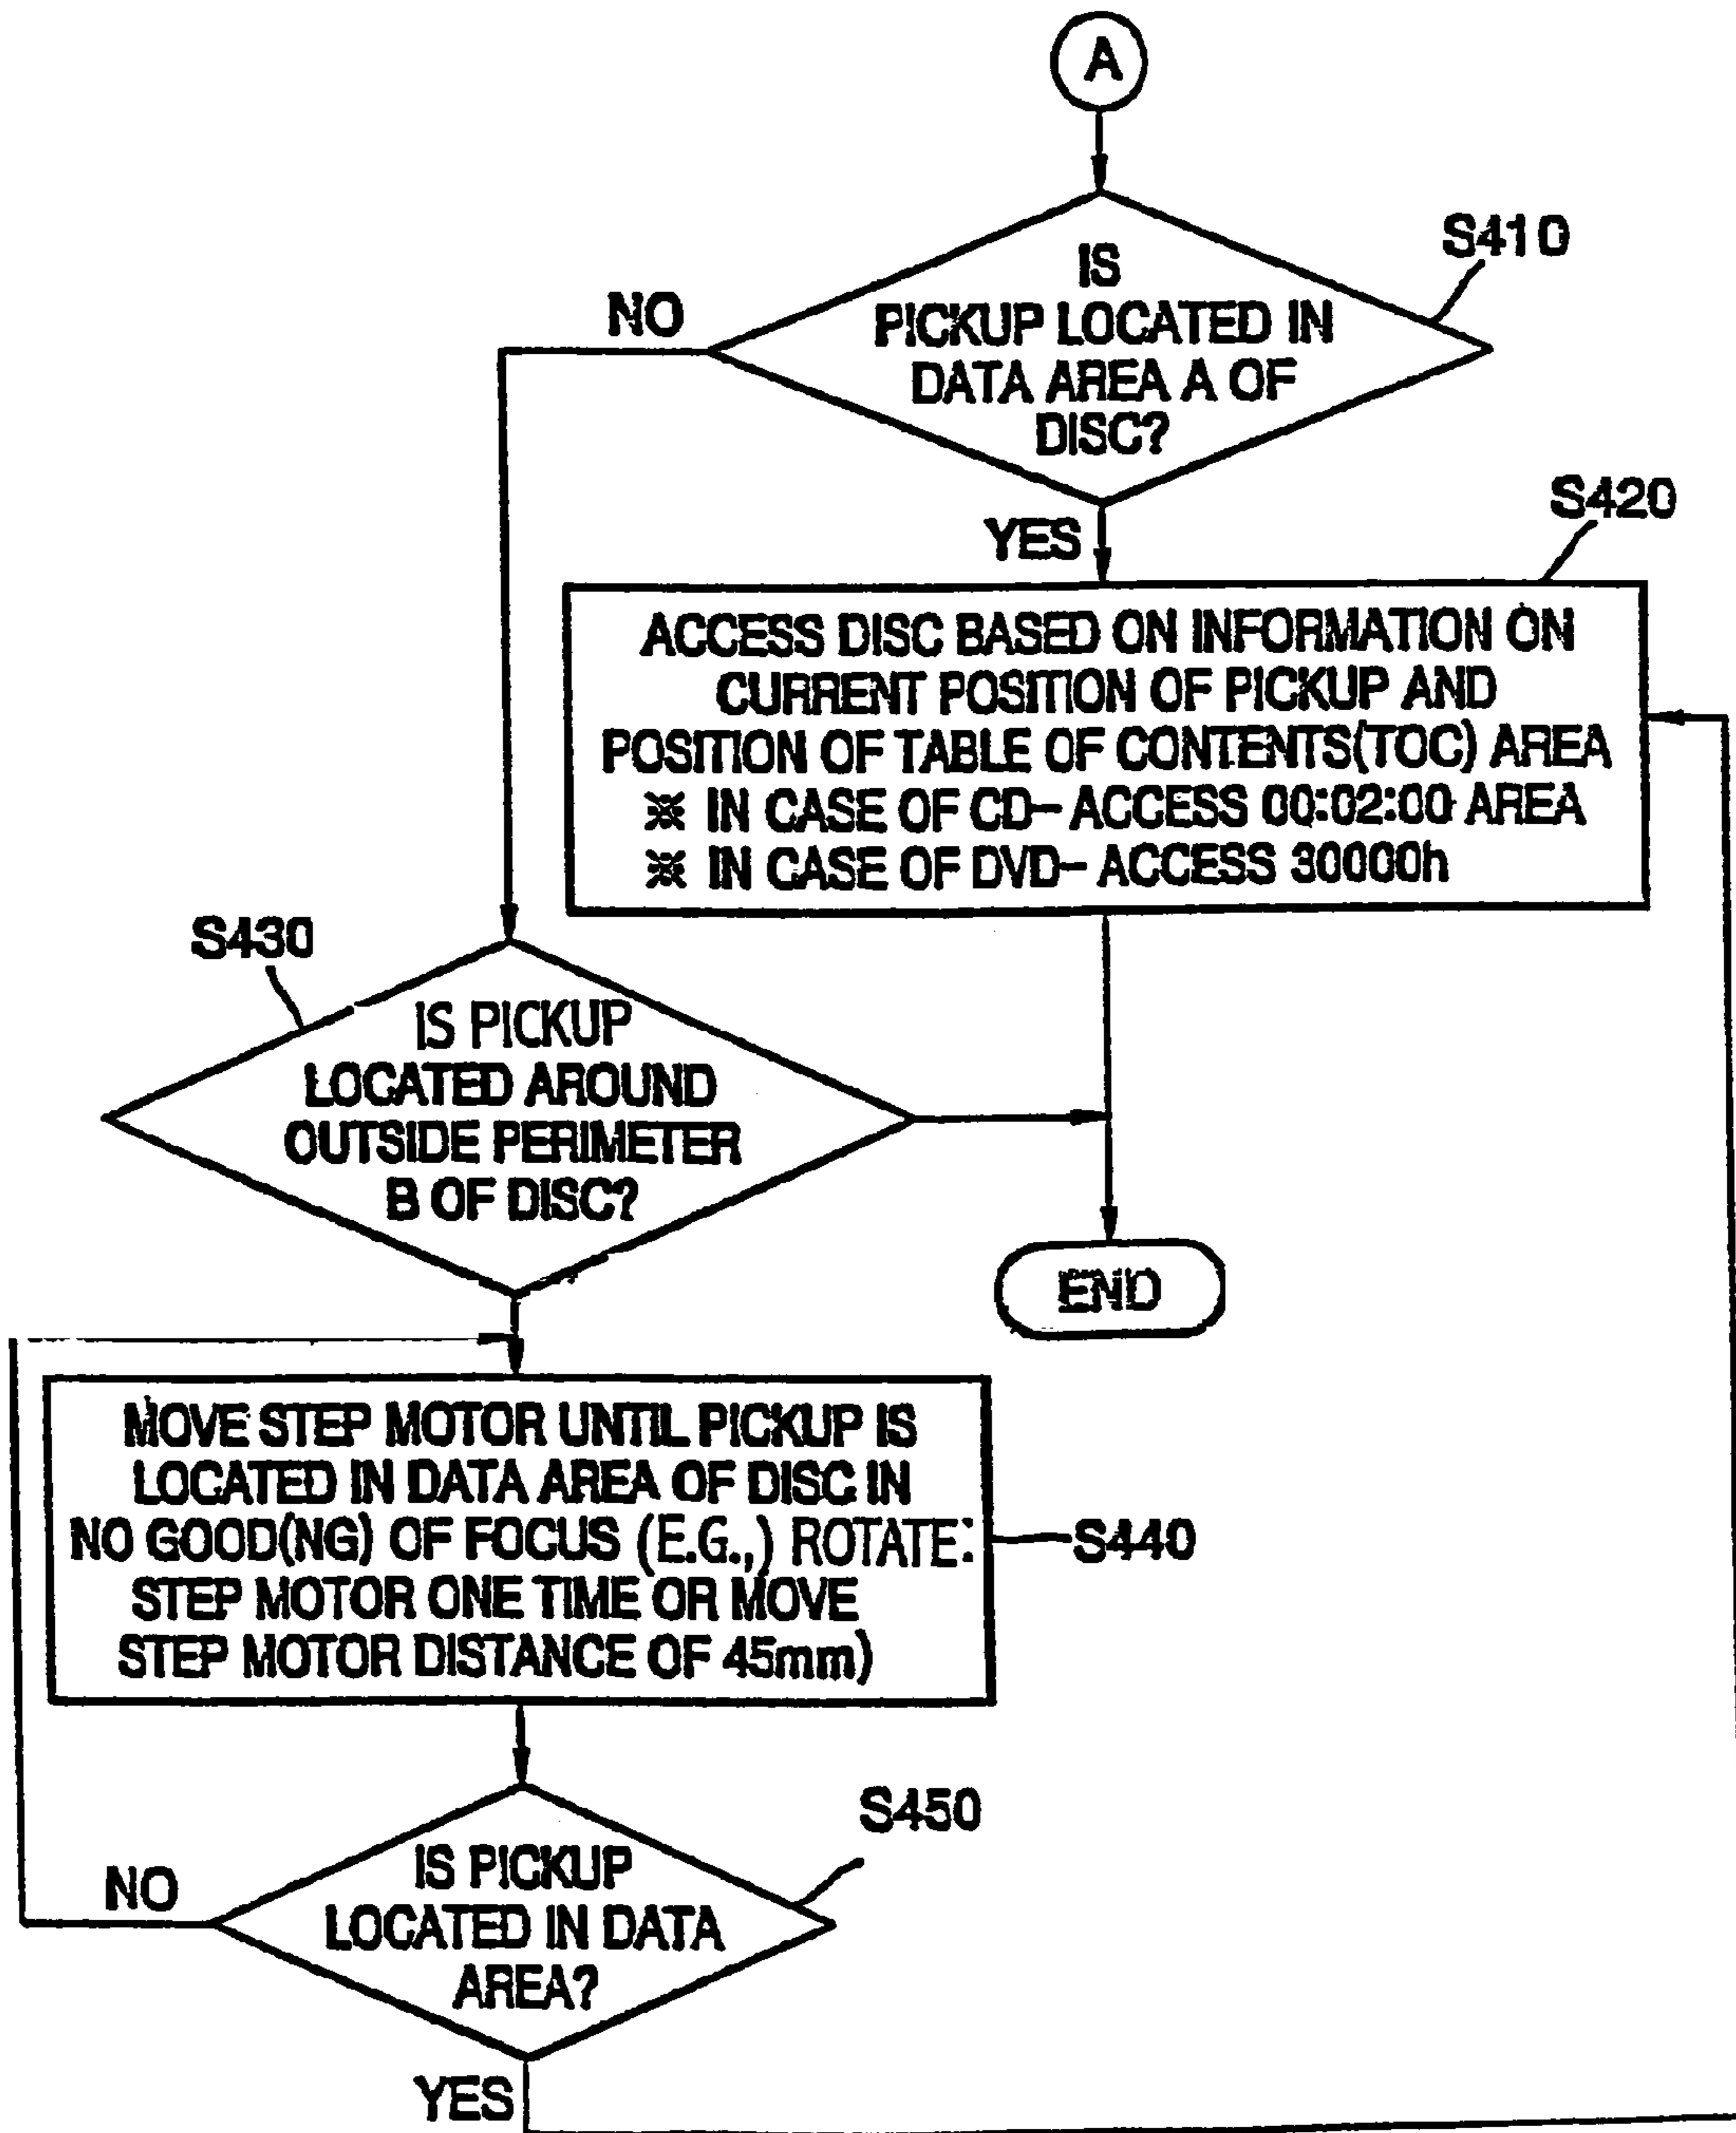 A
S410
IS
PICKUP LOCATED IN
DATA AREA A OF
DISC?
NO
YES
S420
ACCESS DISC BASED ON INFORMATION ON
CURRENT POSITION OF PICKUP AND
POSITION OF TABLE OF CONTENTS(TOC) AREA
※ IN CASE OF CD-ACCESS 00:02:00 AREA
※ IN CASE OF DVD-ACCESS 30000h
S430
IS PICKUP
LOCATED AROUND
OUTSIDE PERIMETER
B OF DISC?
END
MOVE STEP MOTOR UNTIL PICKUP IS
LOCATED IN DATA AREA OF DISC IN
NO GOOD(NG) OF FOCUS (E.G.,) ROTATE:
STEP MOTOR ONE TIME OR MOVE
STEP MOTOR DISTANCE OF 45mm)
S440
S450
IS PICKUP
LOCATED IN DATA
AREA?
NO
YES